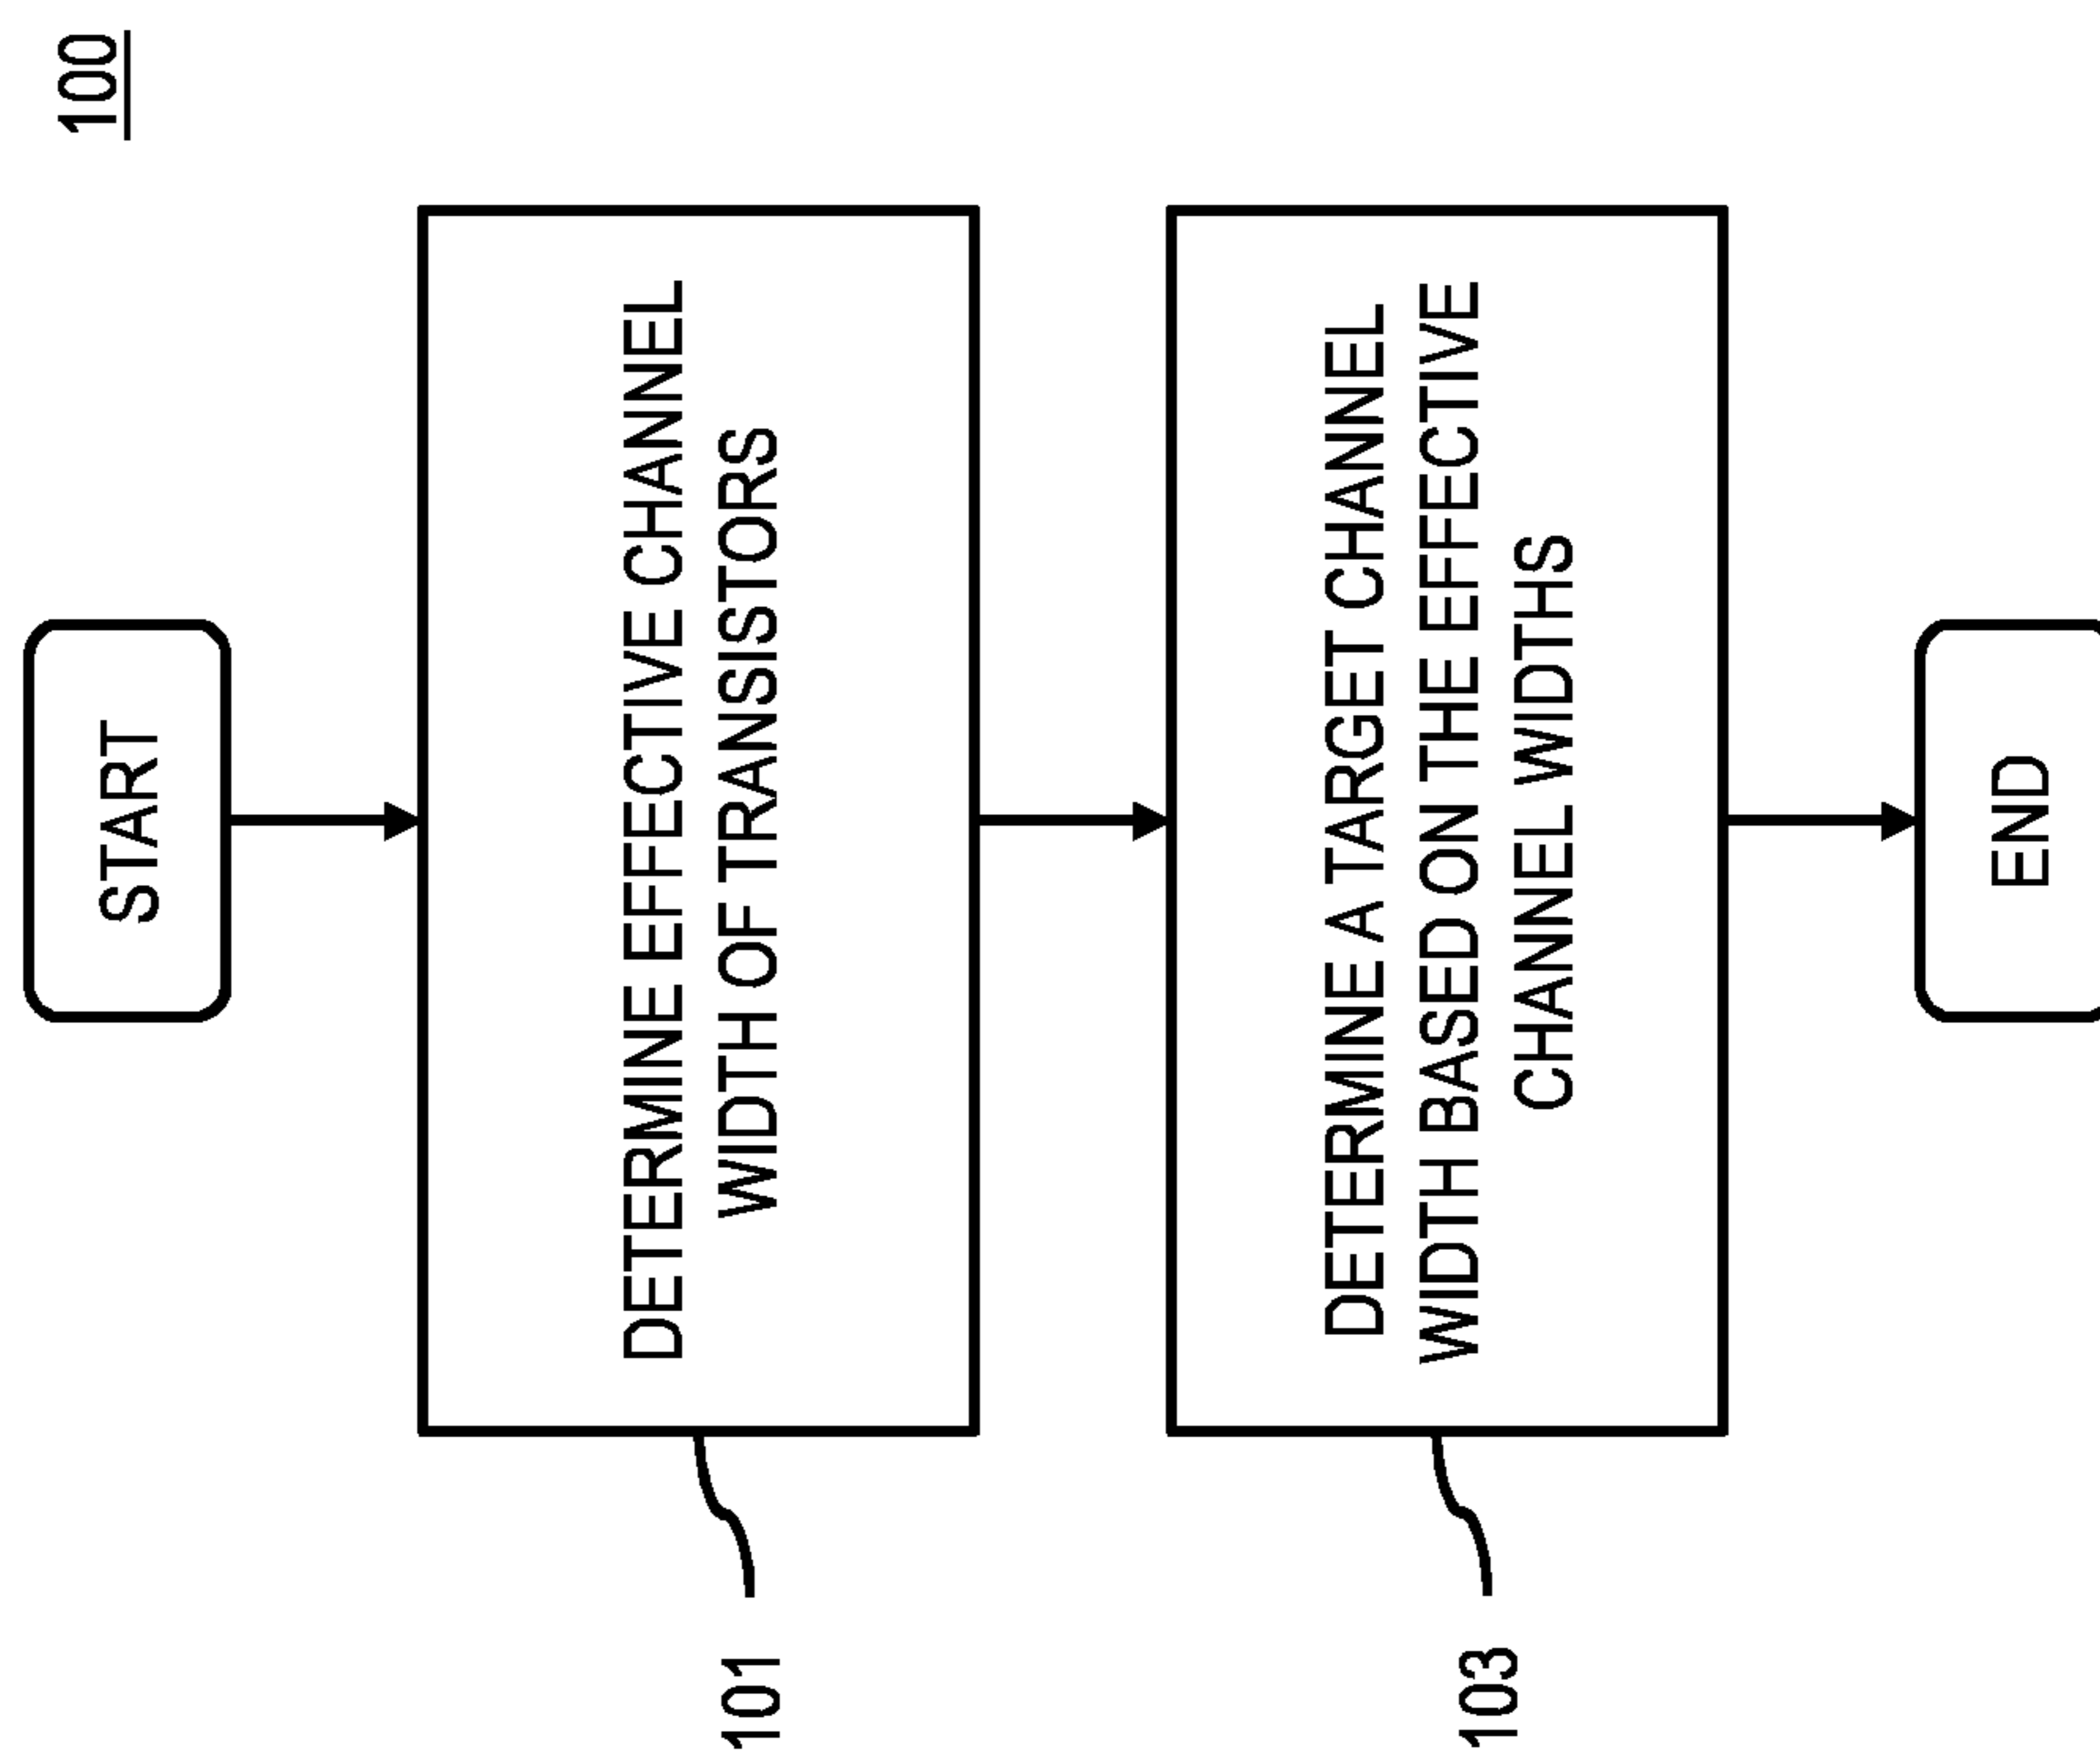 100
START
DETERMINE EFFECTIVE CHANNEL
WIDTH OF TRANSISTORS
101
DETERMINE A TARGET CHANNEL
WIDTH BASED ON THE EFFECTIVE
CHANNEL WIDTHS
103
END